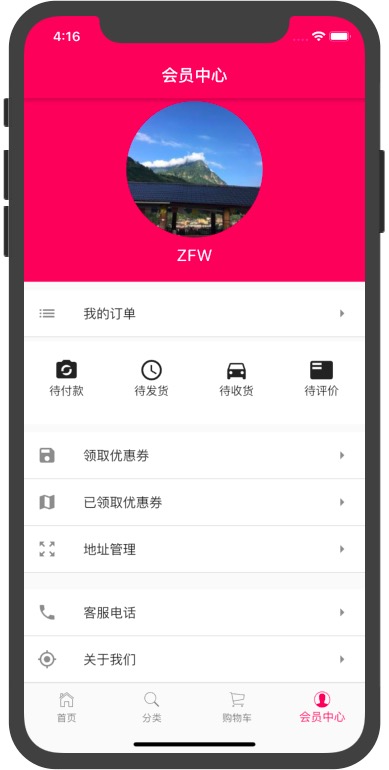 4:16
会员中心
ZFW
我的订单
待付款 待发货 待收货 待评价
领取优惠券
已领取优惠券
地址管理
客服电话
关于我们
首页 分类 购物车 会员中心